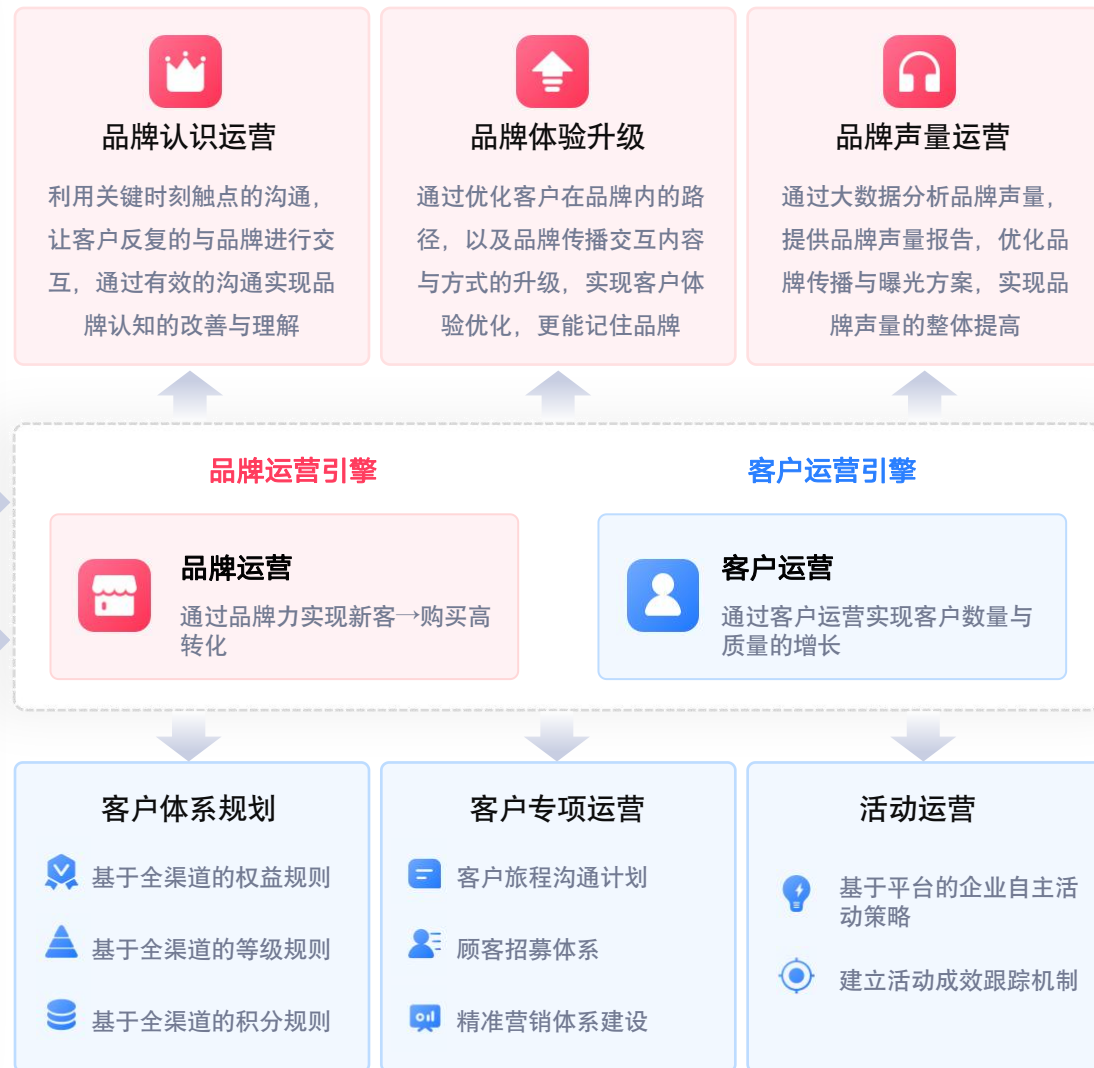 品牌认识运营
利用关键时刻触点的沟通，
让客户反复的与品牌进行交
互，通过有效的沟通实现品
牌认知的改善与理解
品牌体验升级
通过优化客户在品牌内的路
径，以及品牌传播交互内容
与方式的升级，实现客户体
验优化，更能记住品牌
品牌声量运营
通过大数据分析品牌声量，
提供品牌声量报告，优化品
牌传播与曝光方案，实现品
牌声量的整体提高
品牌运营引擎
品牌运营
通过品牌力实现新客→购买高
转化
客户运营引擎
客户运营
通过客户运营实现客户数量与
质量的增长
客户体系规划
基于全渠道的权益规则
基于全渠道的等级规则
基于全渠道的积分规则
客户专项运营
客户旅程沟通计划
顾客招募体系
精准营销体系建设
活动运营
基于平台的企业自主活
动策略
建立活动成效跟踪机制